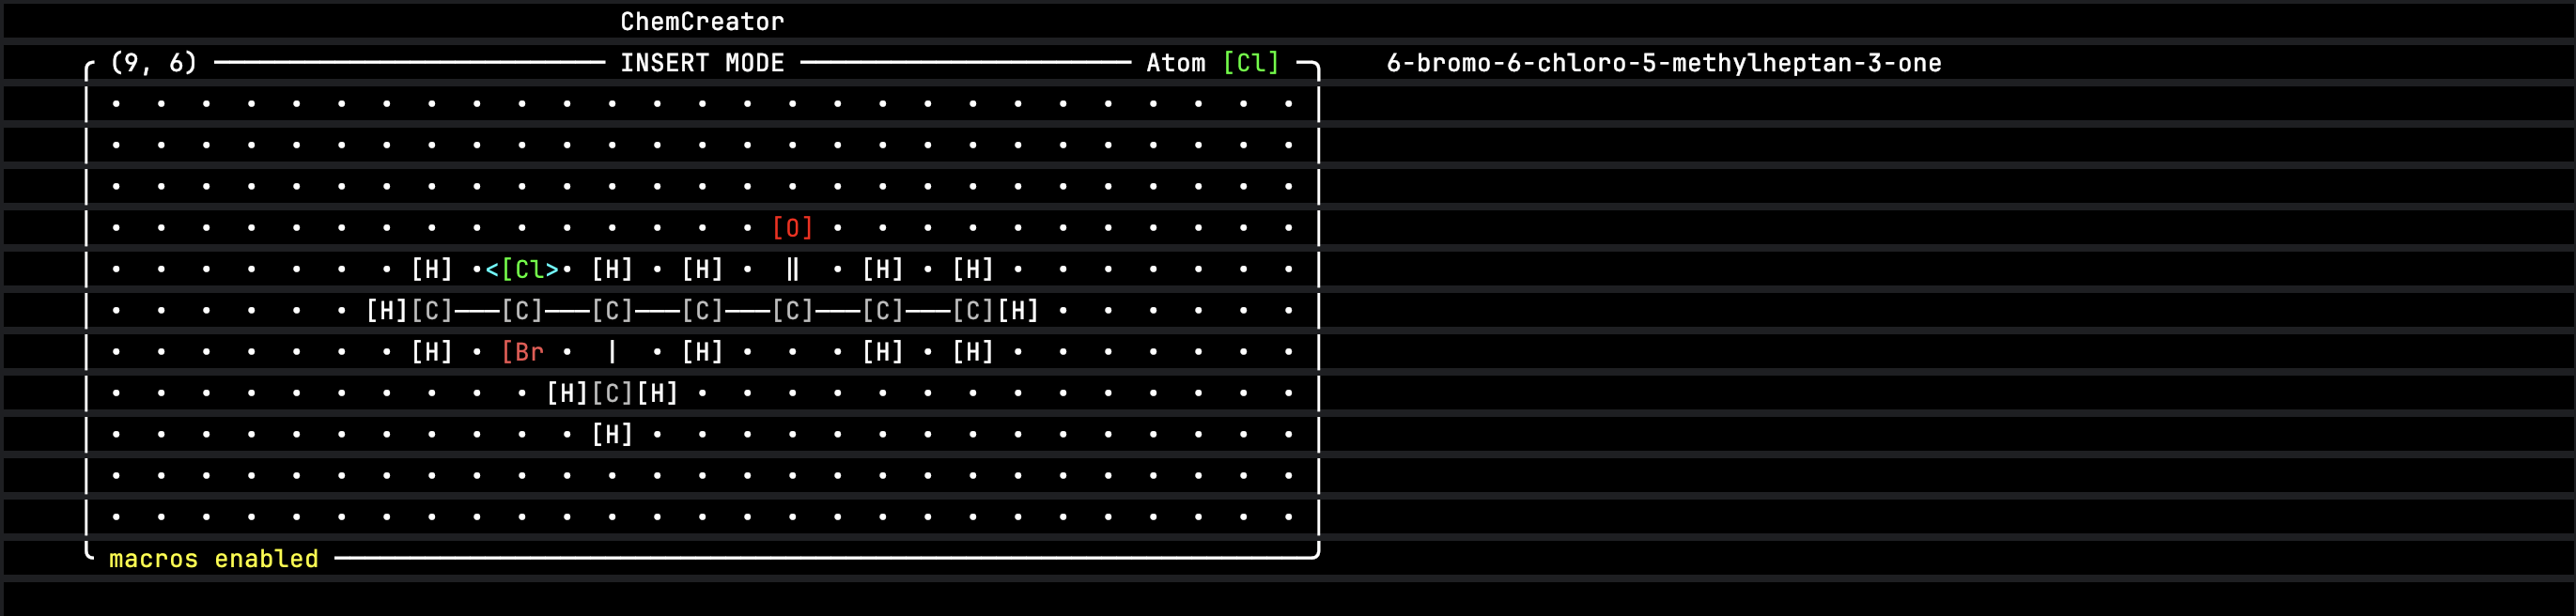 ChemCreator
(9, 6) INSERT MODE Atom [Cl] 6-bromo-6-chloro-5-methylheptan-3-one
[O]
[H] <[Cl> [H] [H] ‖ [H] [H]
[H][C]———[C]———[C]———[C]———[C]———[C]———[C][H]
[H] [Br | [H] [H] [H]
[H][C][H]
[H]
macros enabled